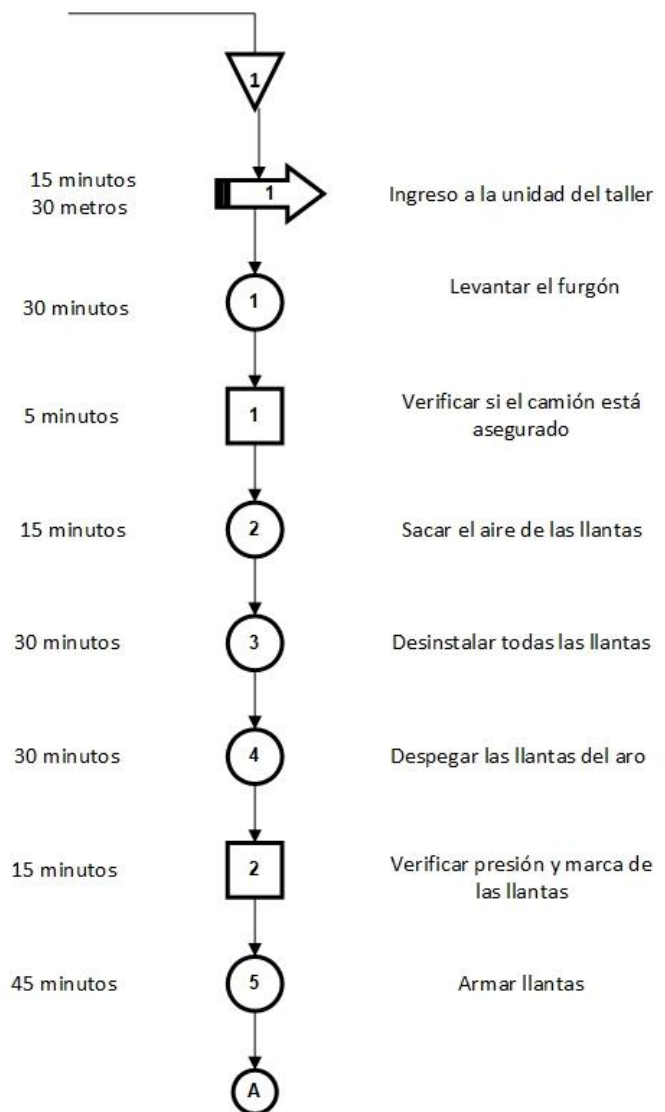 1
15 minutos
30 metros
1
Ingreso a la unidad del taller
30 minutos
1
Levantar el furgón
5 minutos
1
Verificar si el camión está
asegurado
15 minutos
2
Sacar el aire de las llantas
30 minutos
3
Desinstalar todas las llantas
30 minutos
4
Despegar las llantas del aro
15 minutos
2
Verificar presión y marca de
las llantas
45 minutos
5
Armar llantas
A